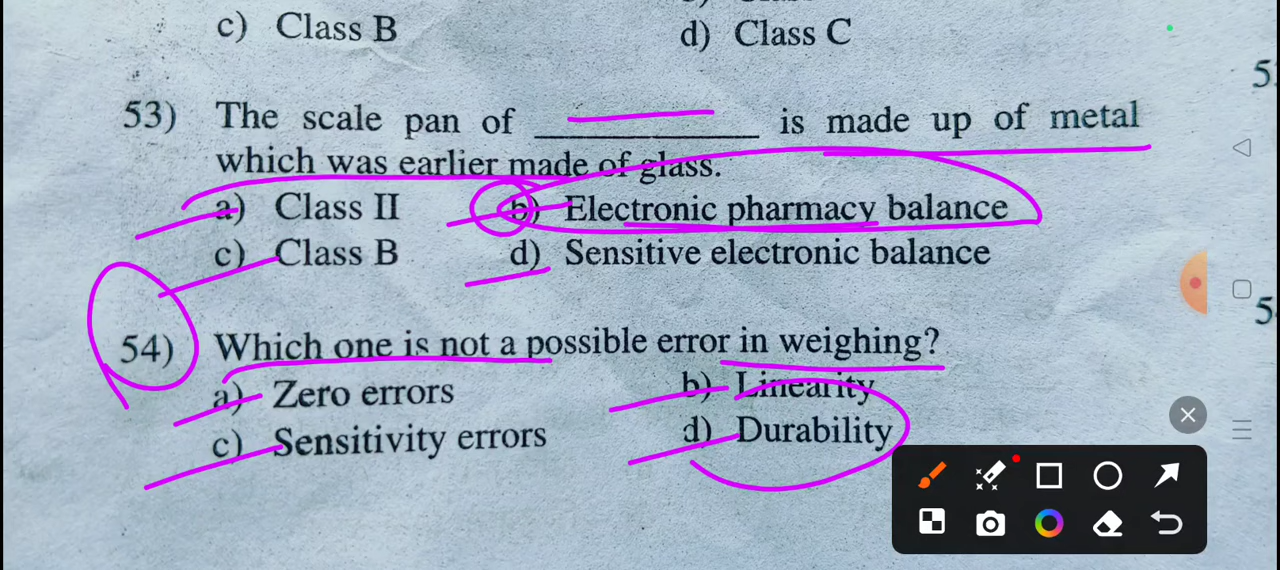 c) Class B d) Class C
53) The scale pan of ____________ is made up of metal
which was earlier made of glass.
a) Class II b) Electronic pharmacy balance
c) Class B d) Sensitive electronic balance
54) Which one is not a possible error in weighing?
a) Zero errors b) Linearity
c) Sensitivity errors d) Durability